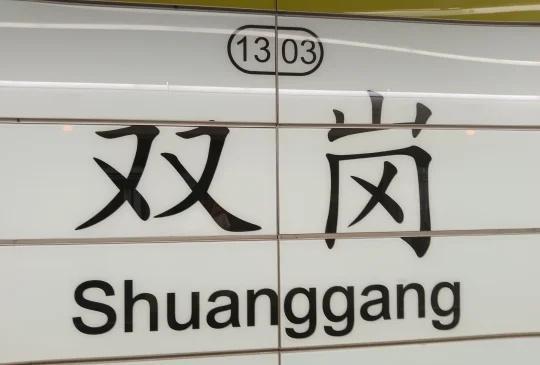 13 03
双岗
Shuanggang